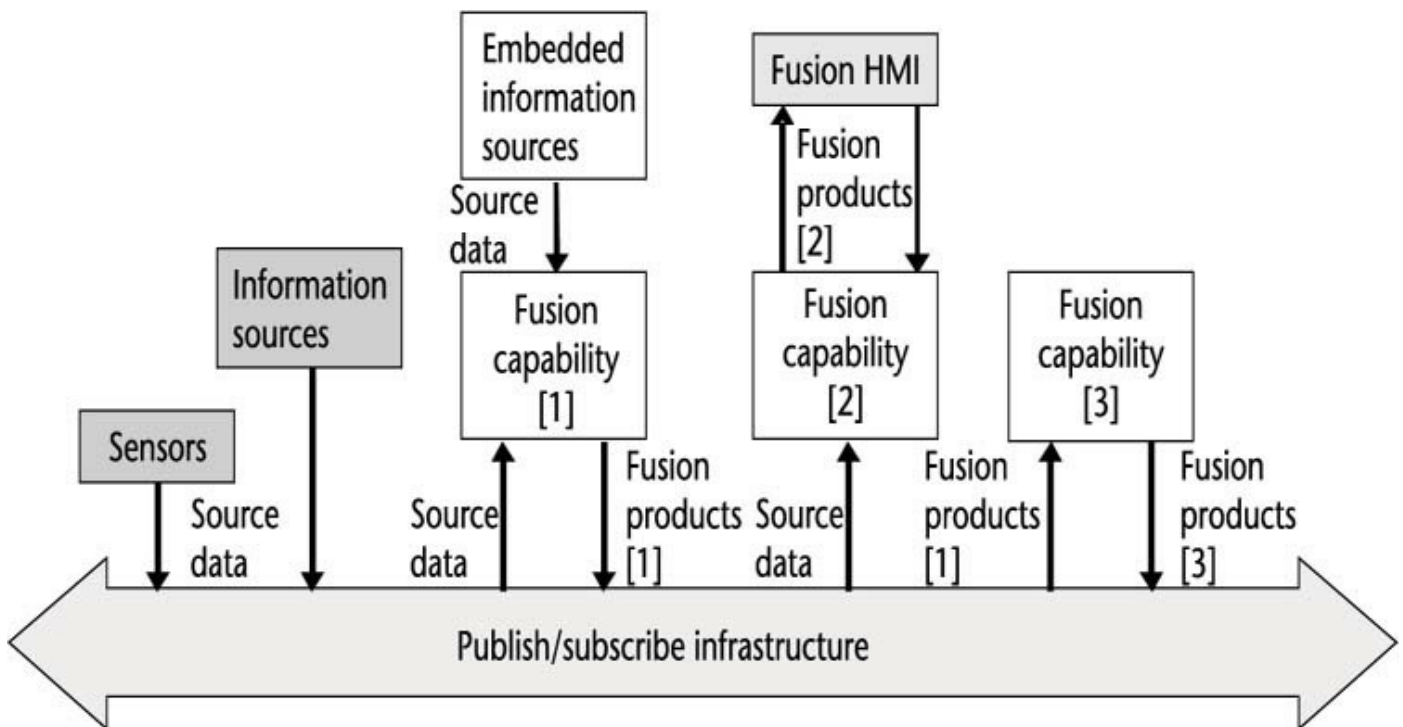 Embedded
information
sources
Fusion HMI
Source
data
Fusion
products
[2]
Information
sources
Fusion
capability
[1]
Fusion
capability
[2]
Fusion
capability
[3]
Sensors
Source
data
Source
data
Fusion
products
[1]
Source
data
Fusion
products
[1]
Fusion
products
[3]
Publish/subscribe infrastructure